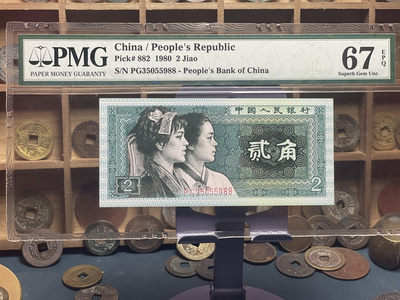 PMG
PAPER MONEY GUARANTY
China / People's Republic
Pick# 882 1980 2 Jiao
S/N PG35055988 - People's Bank of China
67 EPQ
Superb Gem Unc
中国人民银行
贰角
2
PG35055988
2